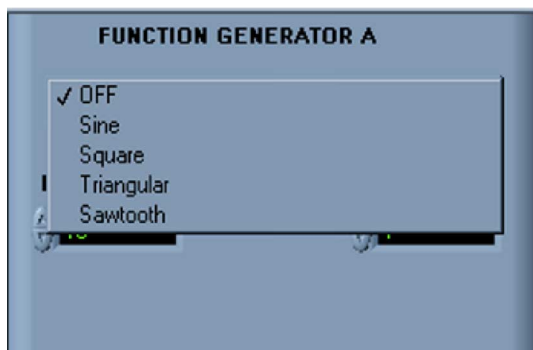 FUNCTION GENERATOR A
✓ OFF
Sine
Square
Triangular
Sawtooth